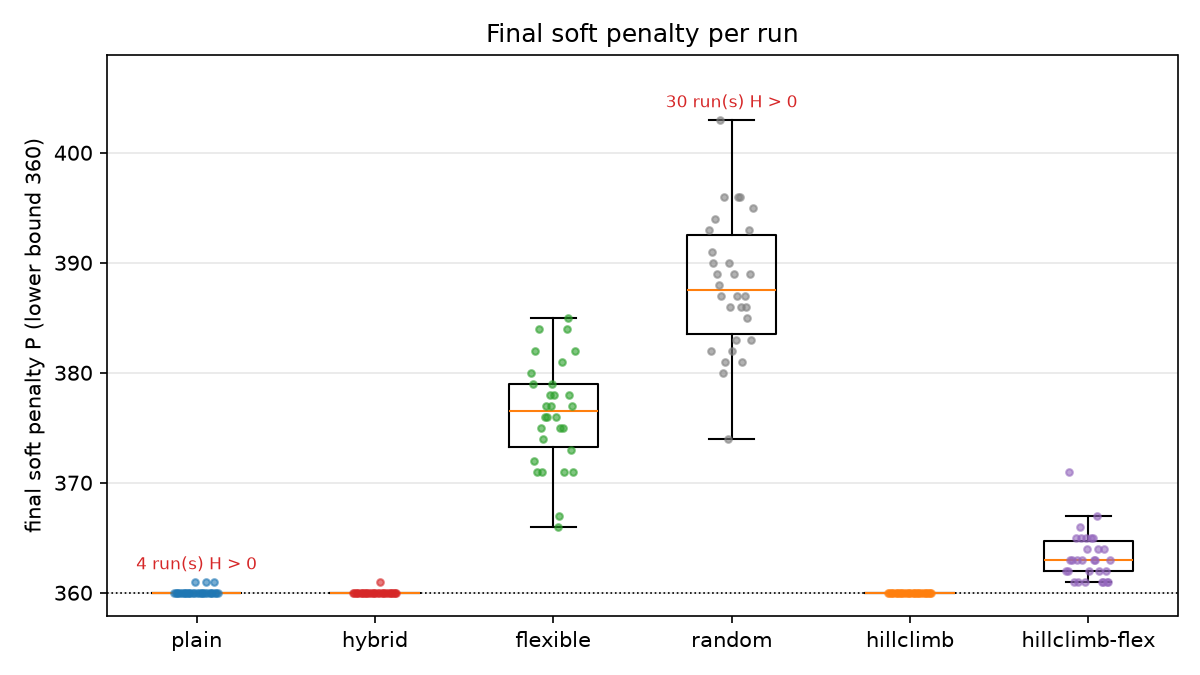 Final soft penalty per run
final soft penalty P (lower bound 360)
400
390
380
370
360
30 run(s) H > 0
4 run(s) H > 0
plain
hybrid
flexible
random
hillclimb
hillclimb-flex